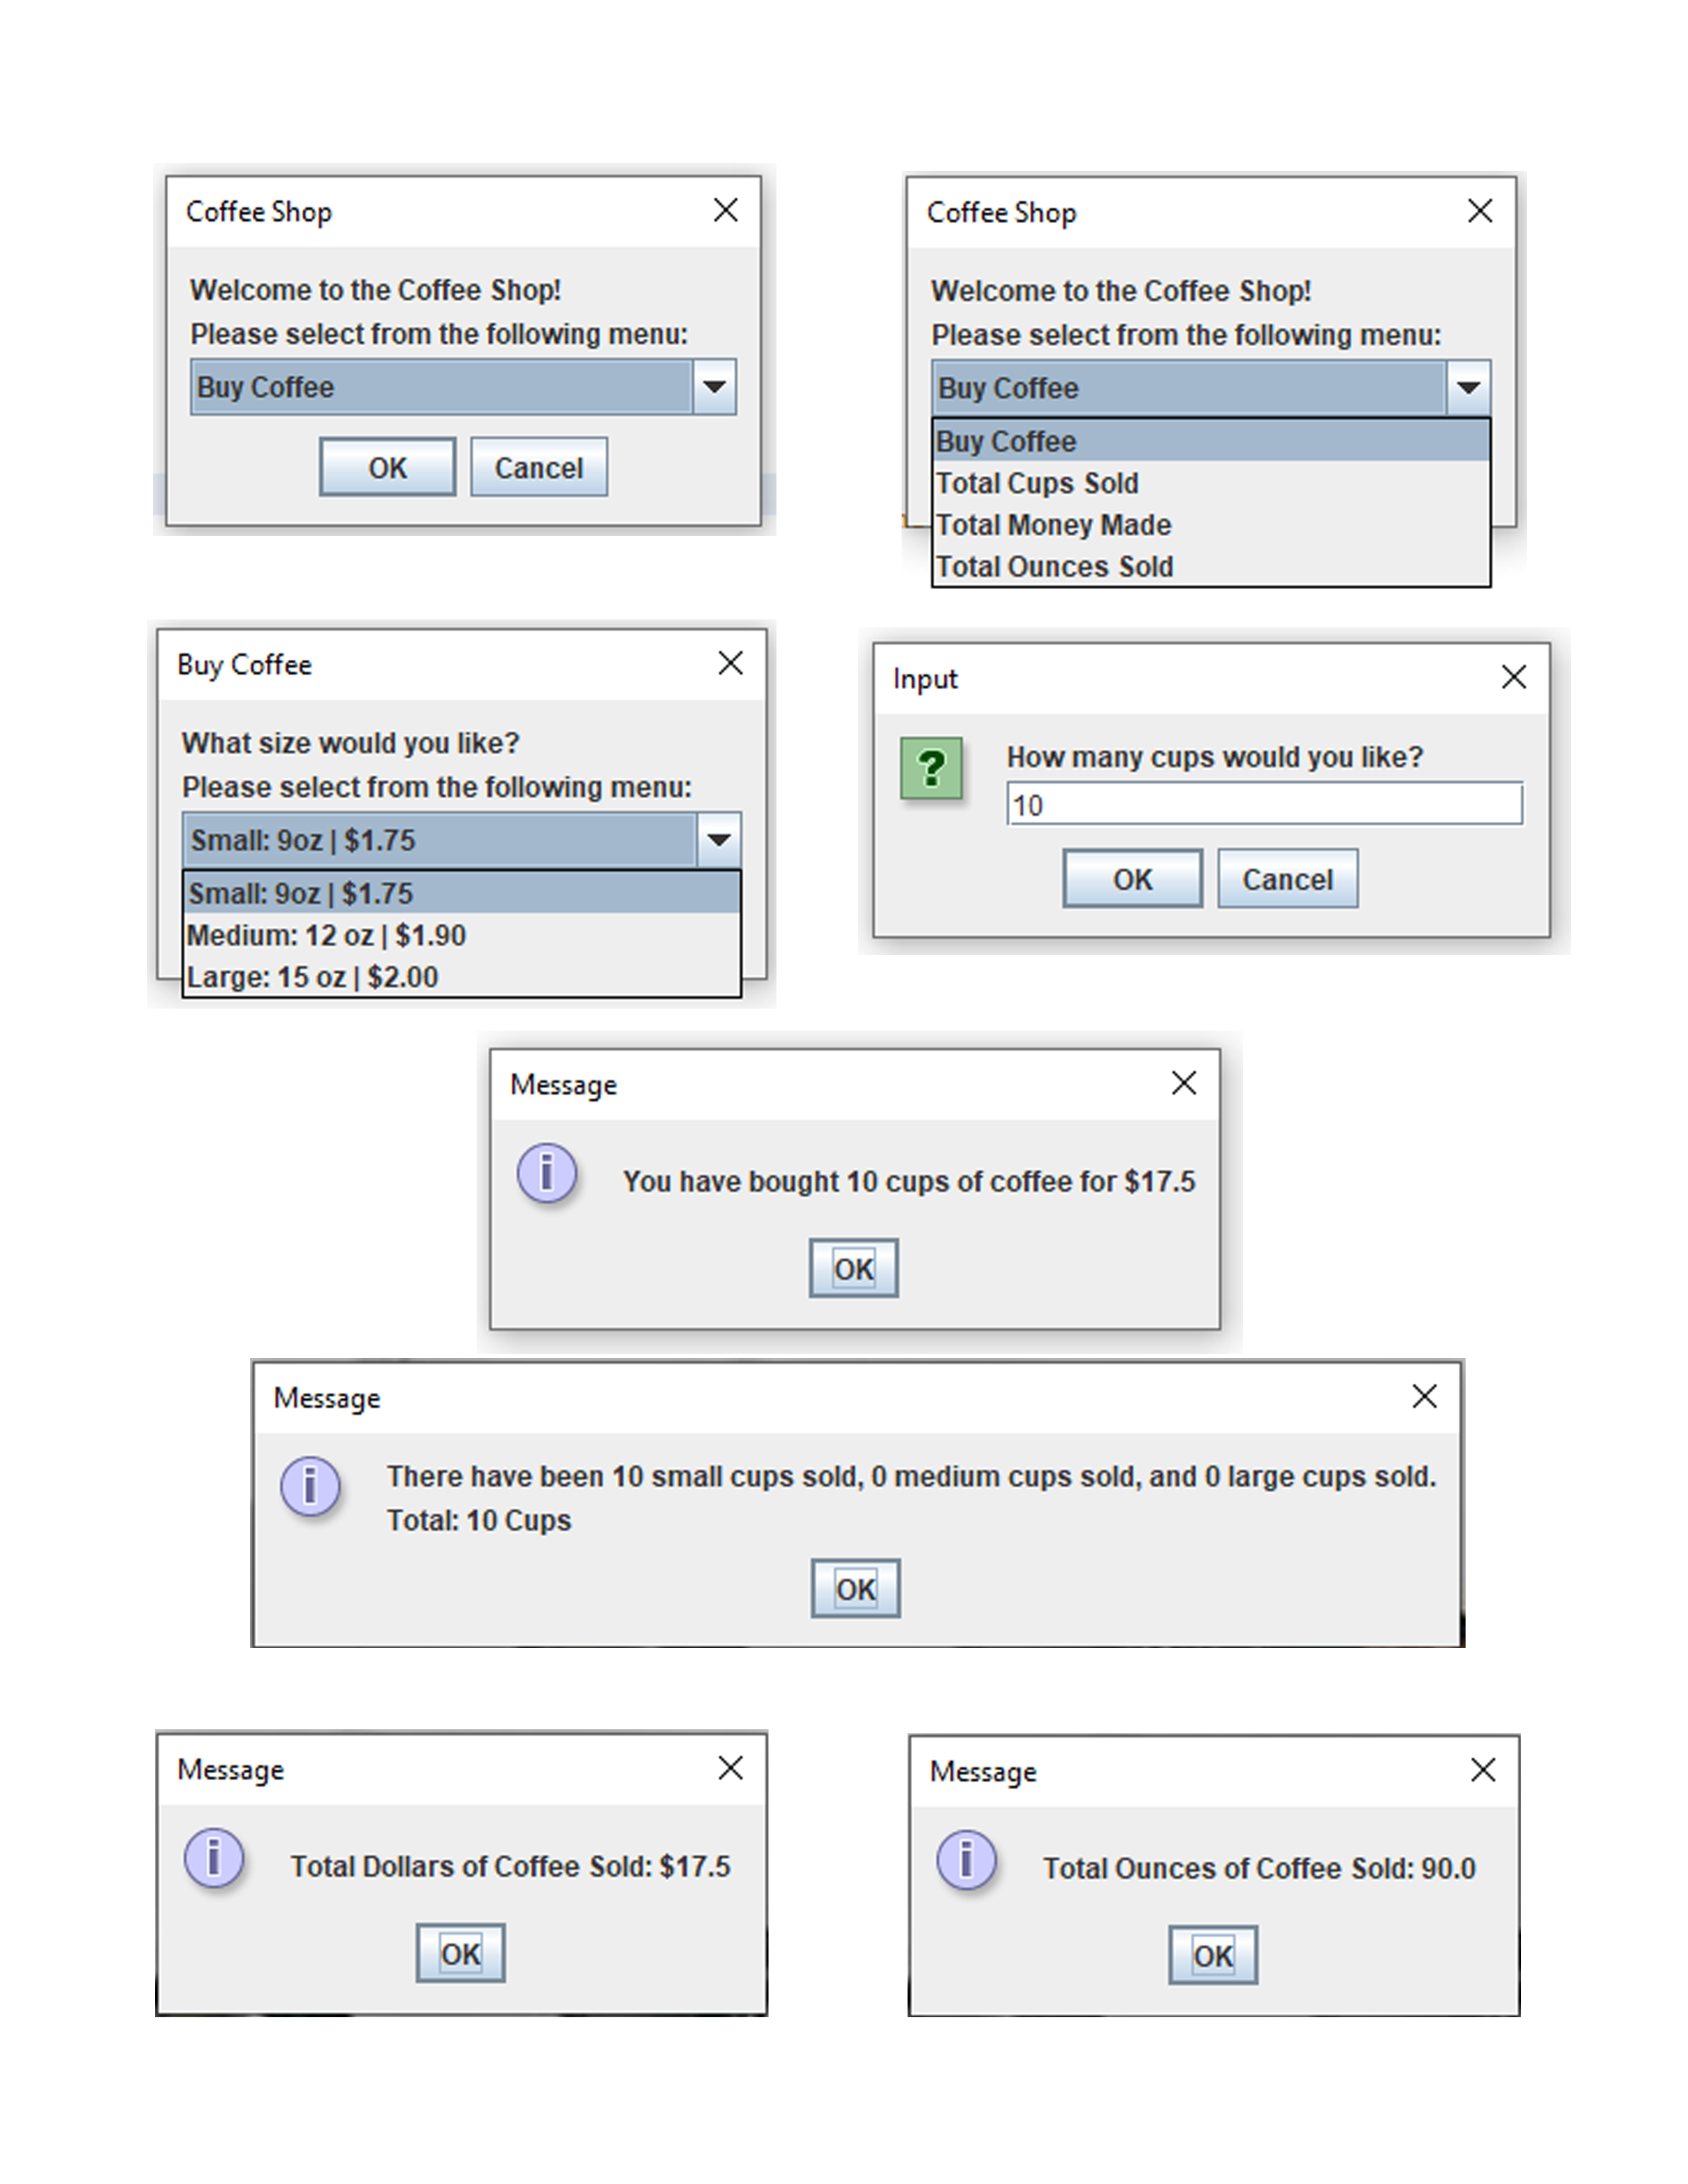 Coffee Shop
Welcome to the Coffee Shop!
Please select from the following menu:
Buy Coffee
OK
Cancel
Coffee Shop
Welcome to the Coffee Shop!
Please select from the following menu:
Buy Coffee
Buy Coffee
Total Cups Sold
Total Money Made
Total Ounces Sold
Buy Coffee
What size would you like?
Please select from the following menu:
Small: 9oz | $1.75
Small: 9oz | $1.75
Medium: 12 oz | $1.90
Large: 15 oz | $2.00
Input
?
How many cups would you like?
10
OK
Cancel
Message
i
You have bought 10 cups of coffee for $17.5
OK
Message
i
There have been 10 small cups sold, 0 medium cups sold, and 0 large cups sold.
Total: 10 Cups
OK
Message
i
Total Dollars of Coffee Sold: $17.5
OK
Message
i
Total Ounces of Coffee Sold: 90.0
OK